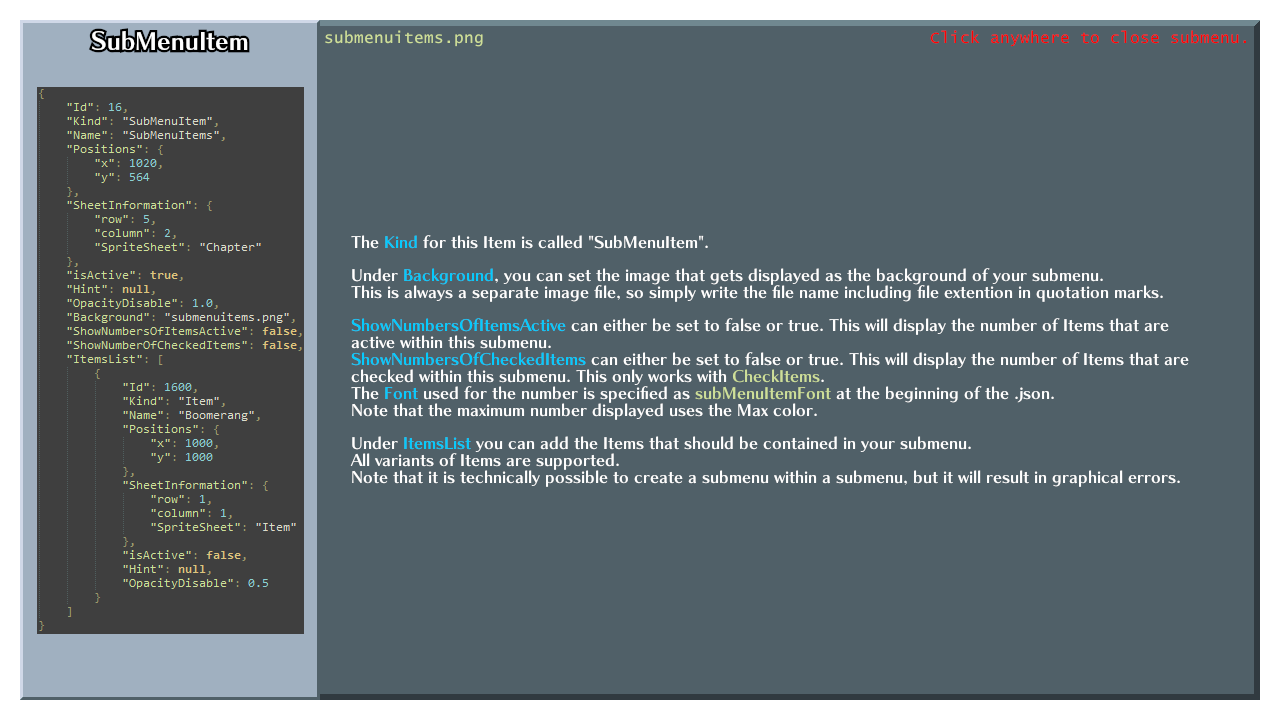 SubMenuItem
{
    "Id": 16,
    "Kind": "SubMenuItem",
    "Name": "SubMenuItems",
    "Positions": {
        "x": 1020,
        "y": 564
    },
    "SheetInformation": {
        "row": 5,
        "column": 2,
        "SpriteSheet": "Chapter"
    },
    "isActive": true,
    "Hint": null,
    "OpacityDisable": 1.0,
    "Background": "submenuitems.png",
    "ShowNumbersOfItemsActive": false,
    "ShowNumberOfCheckedItems": false,
    "ItemsList": [
        {
            "Id": 1600,
            "Kind": "Item",
            "Name": "Boomerang",
            "Positions": {
                "x": 1000,
                "y": 1000
            },
            "SheetInformation": {
                "row": 1,
                "column": 1,
                "SpriteSheet": "Item"
            },
            "isActive": false,
            "Hint": null,
            "OpacityDisable": 0.5
        }
    ]
}
submenuitems.png
Click anywhere to close submenu.
The Kind for this Item is called "SubMenuItem".
Under Background, you can set the image that gets displayed as the background of your submenu.
This is always a separate image file, so simply write the file name including file extention in quotation marks.
ShowNumbersOfItemsActive can either be set to false or true. This will display the number of Items that are
active within this submenu.
ShowNumbersOfCheckedItems can either be set to false or true. This will display the number of Items that are
checked within this submenu. This only works with CheckItems.
The Font used for the number is specified as subMenuItemFont at the beginning of the .json.
Note that the maximum number displayed uses the Max color.
Under ItemsList you can add the Items that should be contained in your submenu.
All variants of Items are supported.
Note that it is technically possible to create a submenu within a submenu, but it will result in graphical errors.